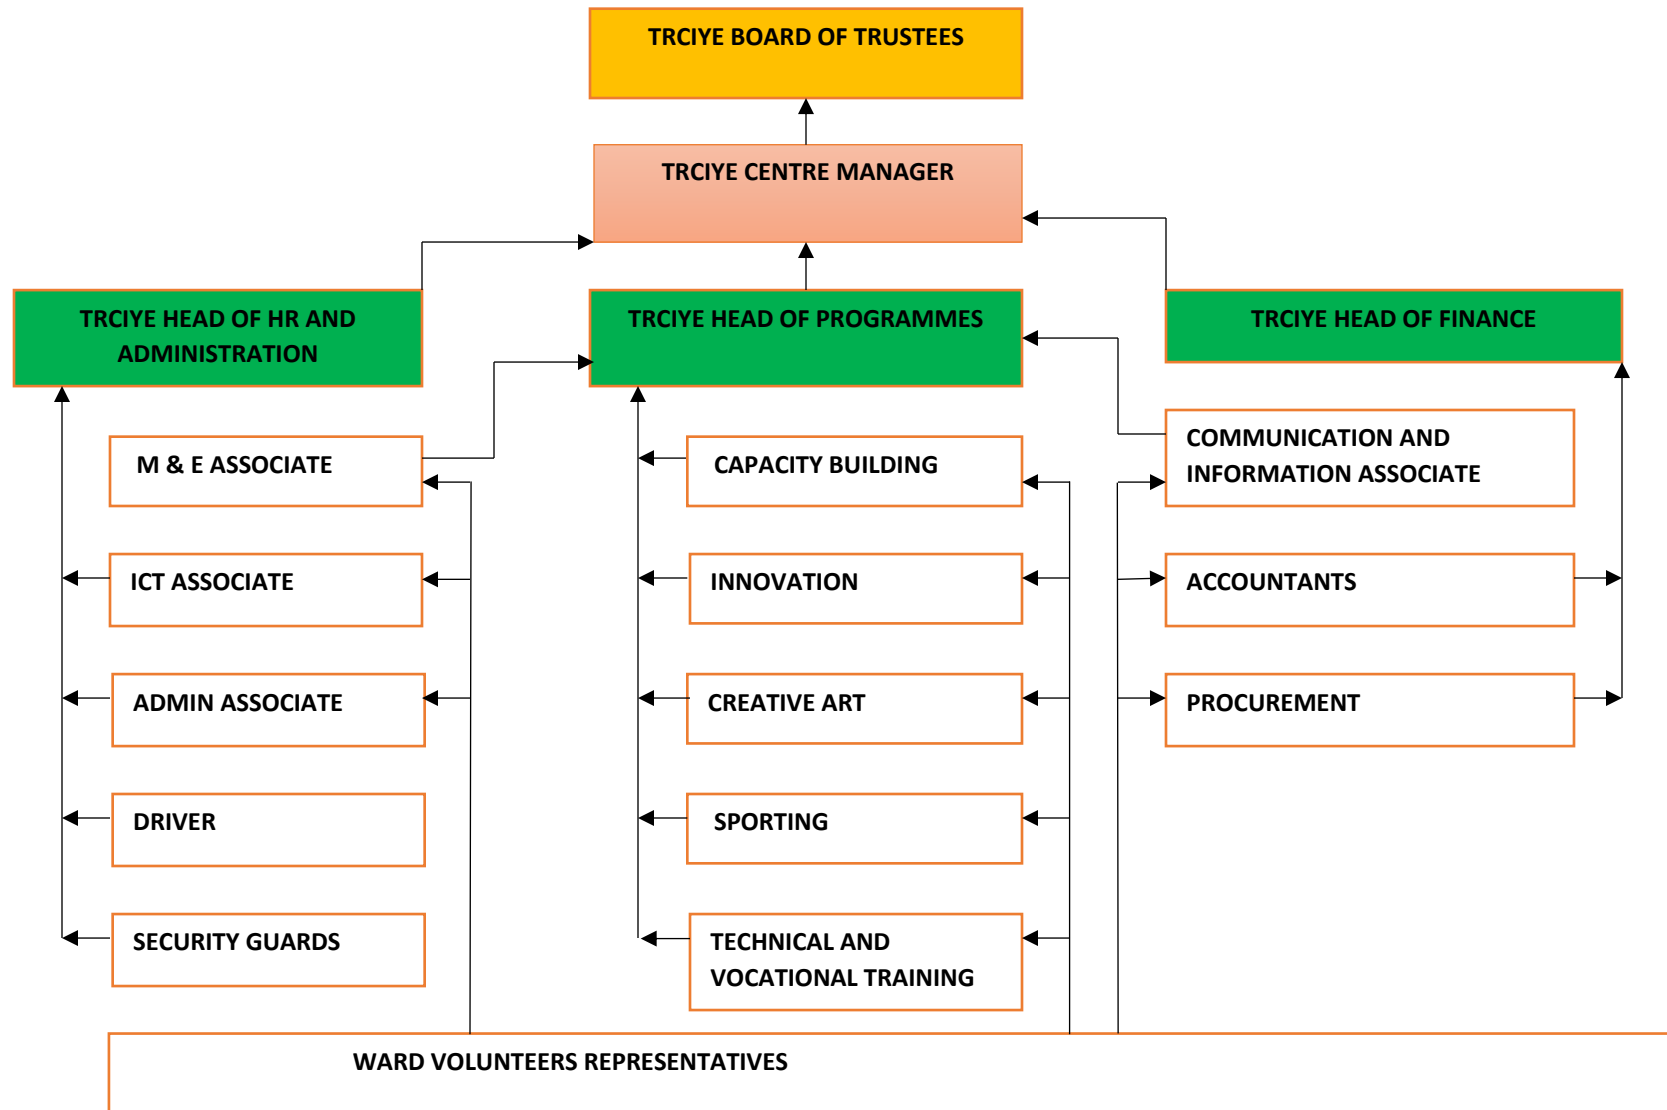 TRCIYE BOARD OF TRUSTEES
TRCIYE CENTRE MANAGER
TRCIYE HEAD OF HR AND
ADMINISTRATION
TRCIYE HEAD OF PROGRAMMES
TRCIYE HEAD OF FINANCE
M & E ASSOCIATE
CAPACITY BUILDING
COMMUNICATION AND
INFORMATION ASSOCIATE
ICT ASSOCIATE
INNOVATION
ACCOUNTANTS
ADMIN ASSOCIATE
CREATIVE ART
PROCUREMENT
DRIVER
SPORTING
SECURITY GUARDS
TECHNICAL AND
VOCATIONAL TRAINING
WARD VOLUNTEERS REPRESENTATIVES